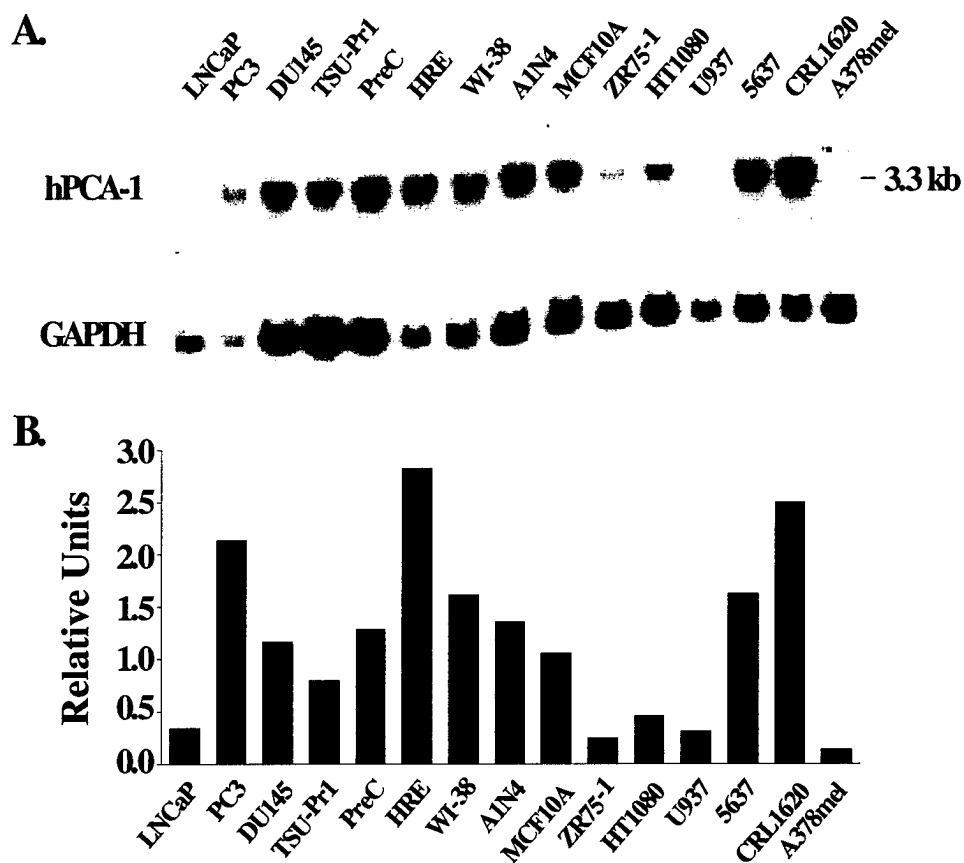 A.
LNCaP PC3 DU145 TSU-Pr1 PreC HRE WI-38 A1N4 MCF10A ZR75-1 HT1080 U937 5637 CRL1620 A378mel
hPCA-1 - 3.3 kb
GAPDH
B.
3.0
2.5
2.0
1.5
1.0
0.5
0.0
Relative Units
LNCaP PC3 DU145 TSU-Pr1 PreC HRE WI-38 A1N4 MCF10A ZR75-1 HT1080 U937 5637 CRL1620 A378mel